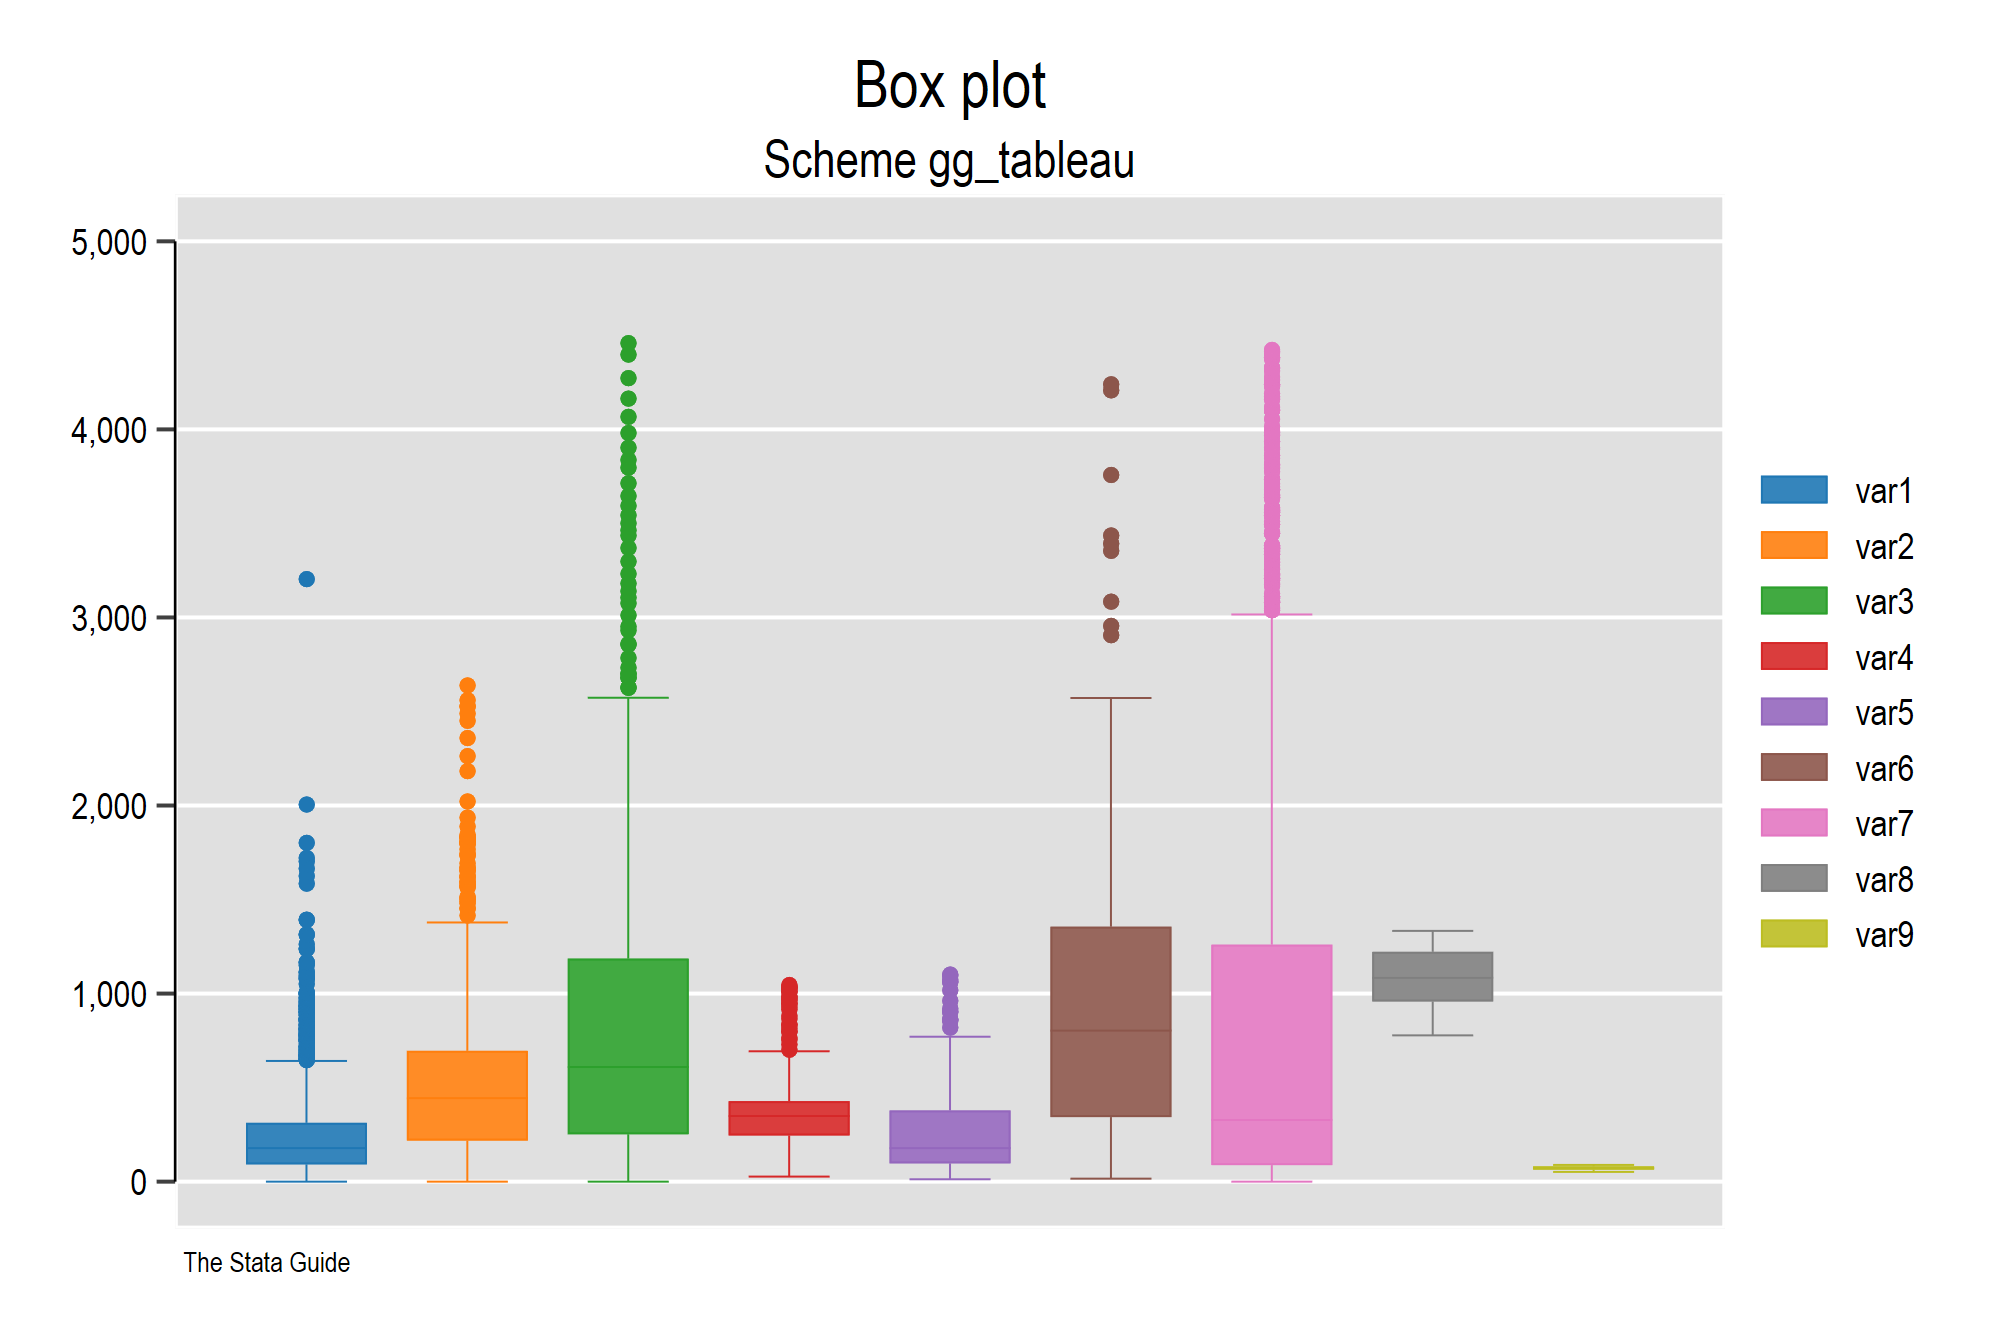 Box plot
Scheme gg_tableau
5,000
4,000
3,000
2,000
1,000
0
var1
var2
var3
var4
var5
var6
var7
var8
var9
The Stata Guide